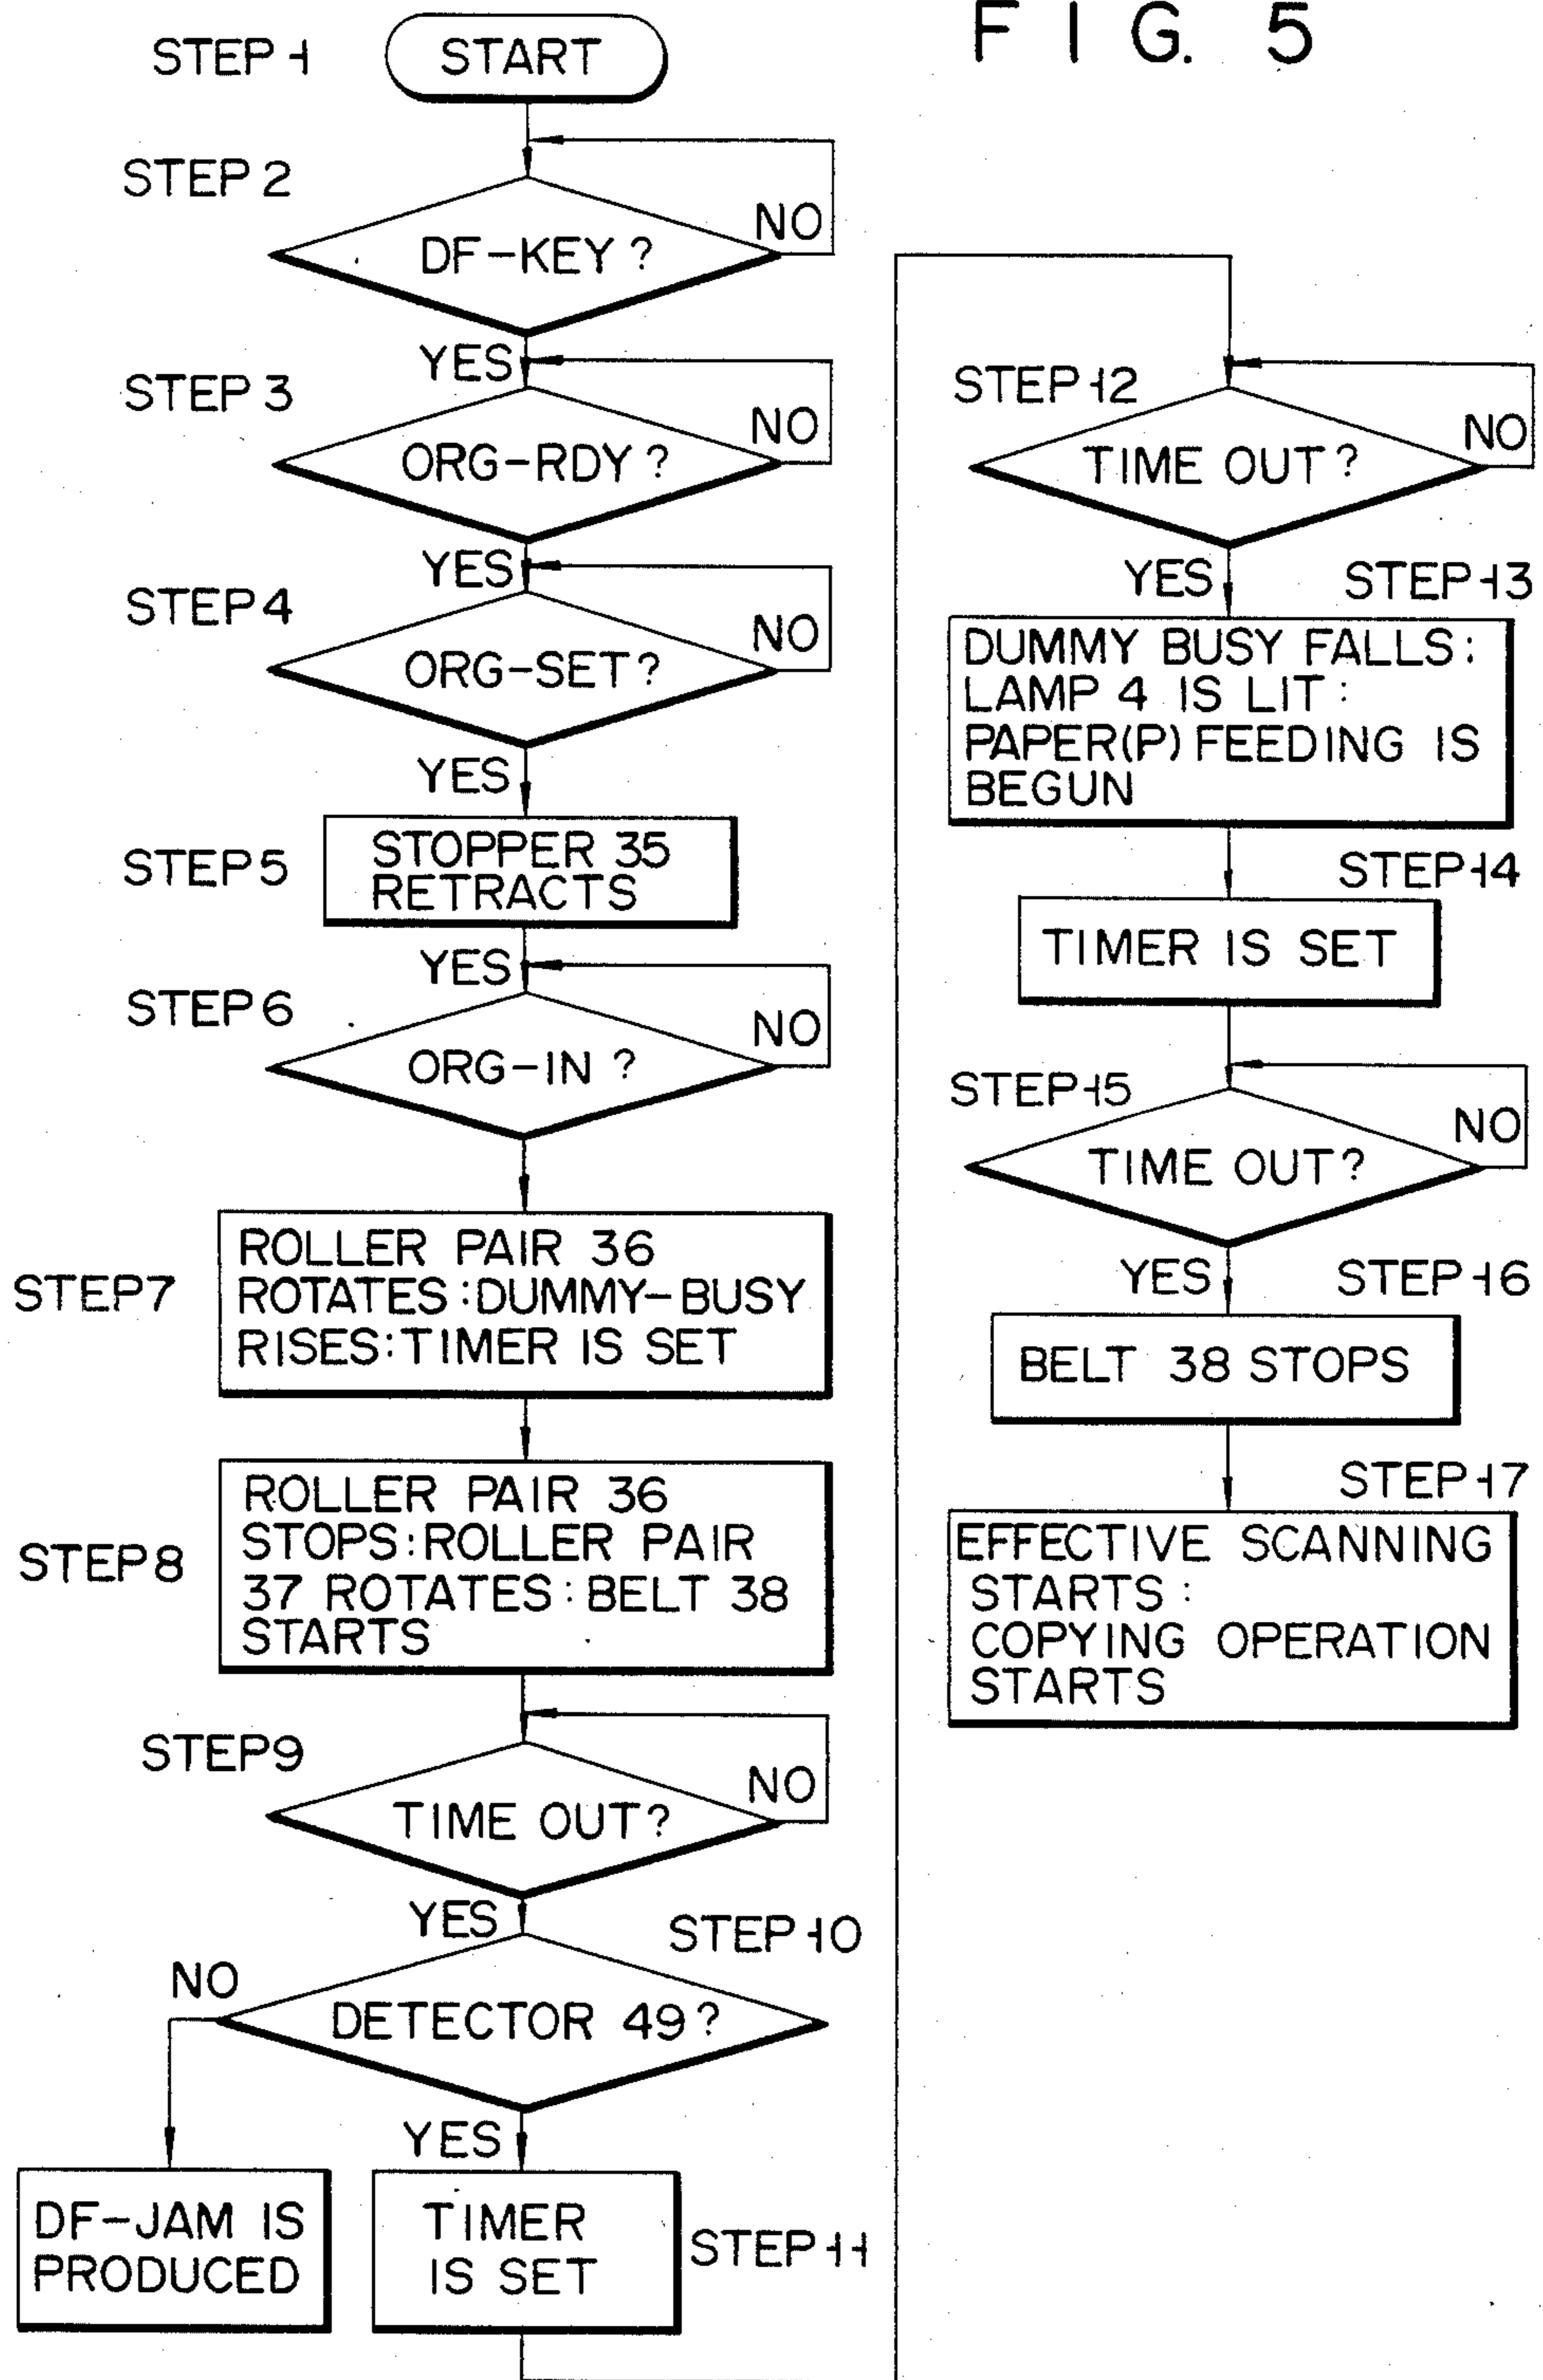 FIG. 5
STEP 1
START
STEP 2
DF-KEY ?
NO
YES
STEP 3
ORG-RDY ?
NO
YES
STEP 4
ORG-SET?
NO
YES
STEP 5
STOPPER 35
RETRACTS
YES
STEP 6
ORG-IN ?
NO
STEP 7
ROLLER PAIR 36
ROTATES : DUMMY-BUSY
RISES: TIMER IS SET
STEP 8
ROLLER PAIR 36
STOPS: ROLLER PAIR
37 ROTATES : BELT 38
STARTS
STEP 9
TIME OUT?
NO
YES
STEP 10
DETECTOR 49?
NO
YES
DF-JAM IS
PRODUCED
TIMER
IS SET
STEP 11
STEP 12
TIME OUT?
NO
YES
STEP 13
DUMMY BUSY FALLS:
LAMP 4 IS LIT :
PAPER(P) FEEDING IS
BEGUN
STEP 14
TIMER IS SET
STEP 15
TIME OUT?
NO
YES
STEP 16
BELT 38 STOPS
STEP 17
EFFECTIVE SCANNING
STARTS :
COPYING OPERATION
STARTS